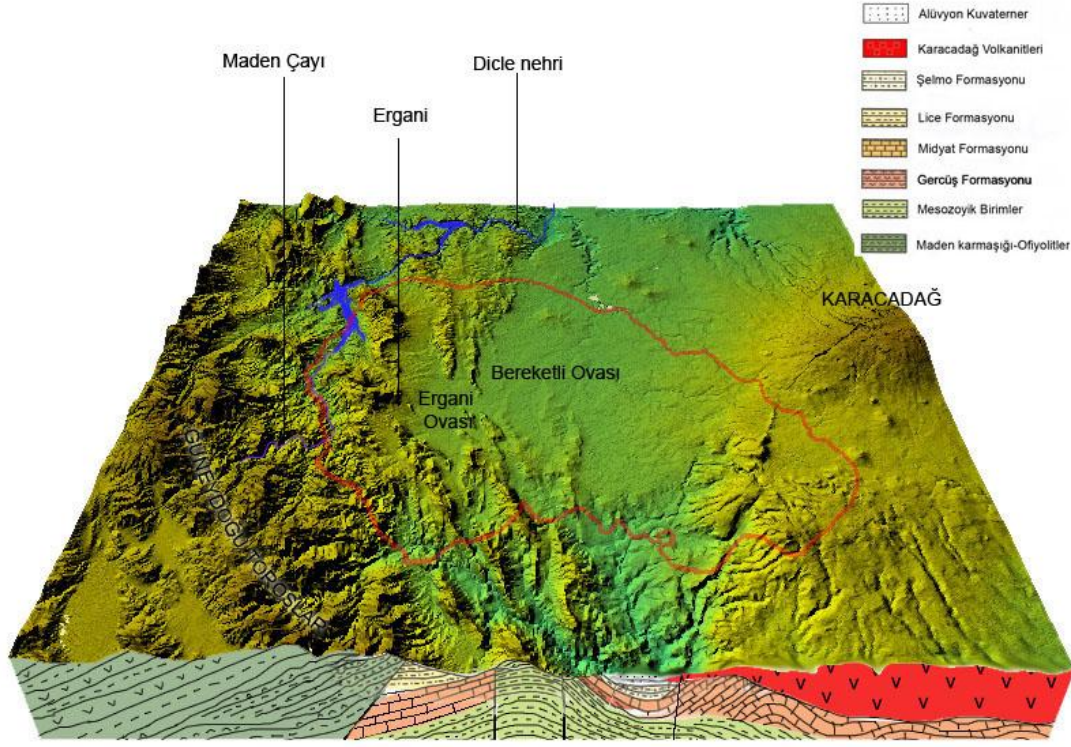 Alüvyon Kuvaterner
Karacadağ Volkanitleri
Şelmo Formasyonu
Lice Formasyonu
Midyat Formasyonu
Gercüş Formasyonu
Mesozoyik Birimler
Maden karmaşığı-Ofiyolitler
Maden Çayı
Dicle nehri
Ergani
KARACADAĞ
Bereketli Ovası
Ergani
Ovası
GÜNEYDOĞU TOROSLAR